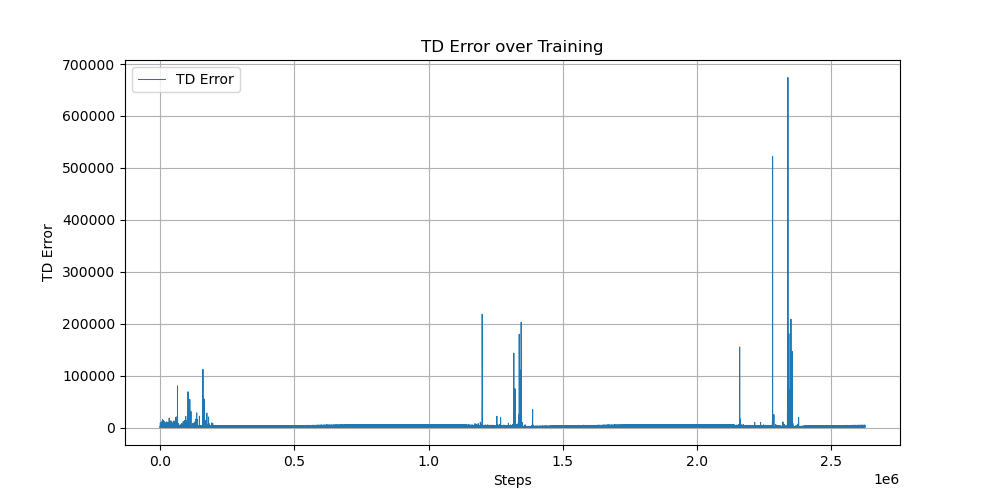 TD Error over Training
TD Error
700000
600000
500000
400000
300000
200000
100000
0
TD Error
0.0 0.5 1.0 1.5 2.0 2.5
1e6
Steps